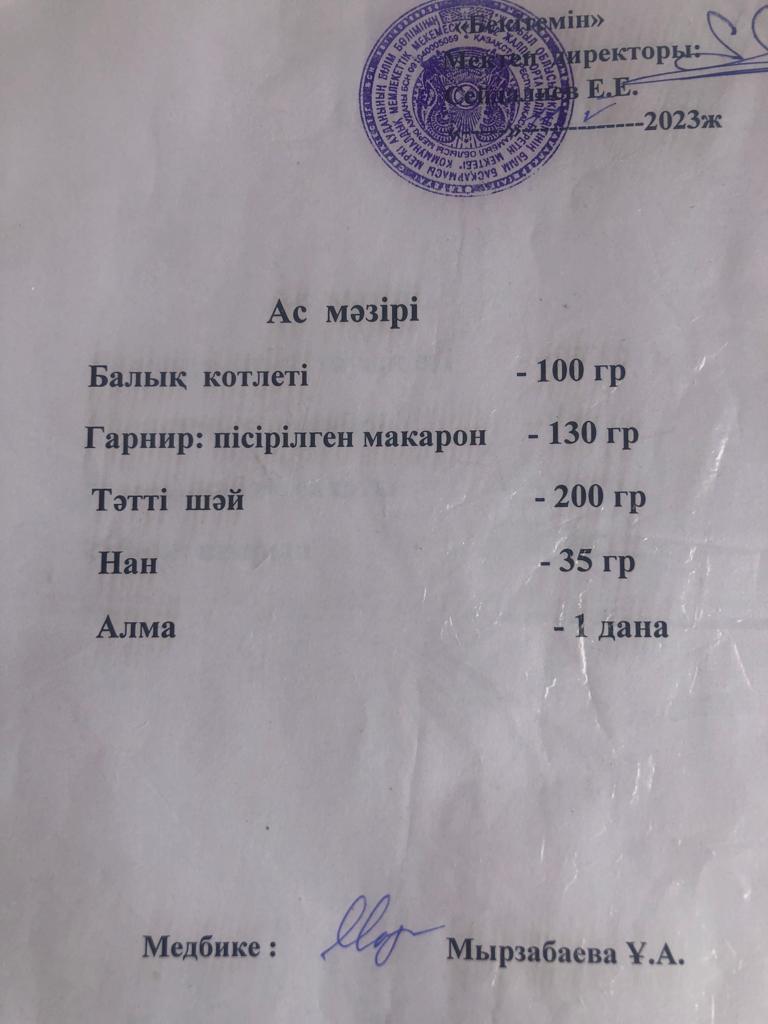 «Бекітемін»
Мектеп директоры:
Сейдалиев Е.Е.
«----»-----------2023ж
Ас мәзірі
Балық котлеті - 100 гр
Гарнир: пісірілген макарон - 130 гр
Тәтті шәй - 200 гр
Нан - 35 гр
Алма - 1 дана
Медбике : Мырзабаева Ұ.А.